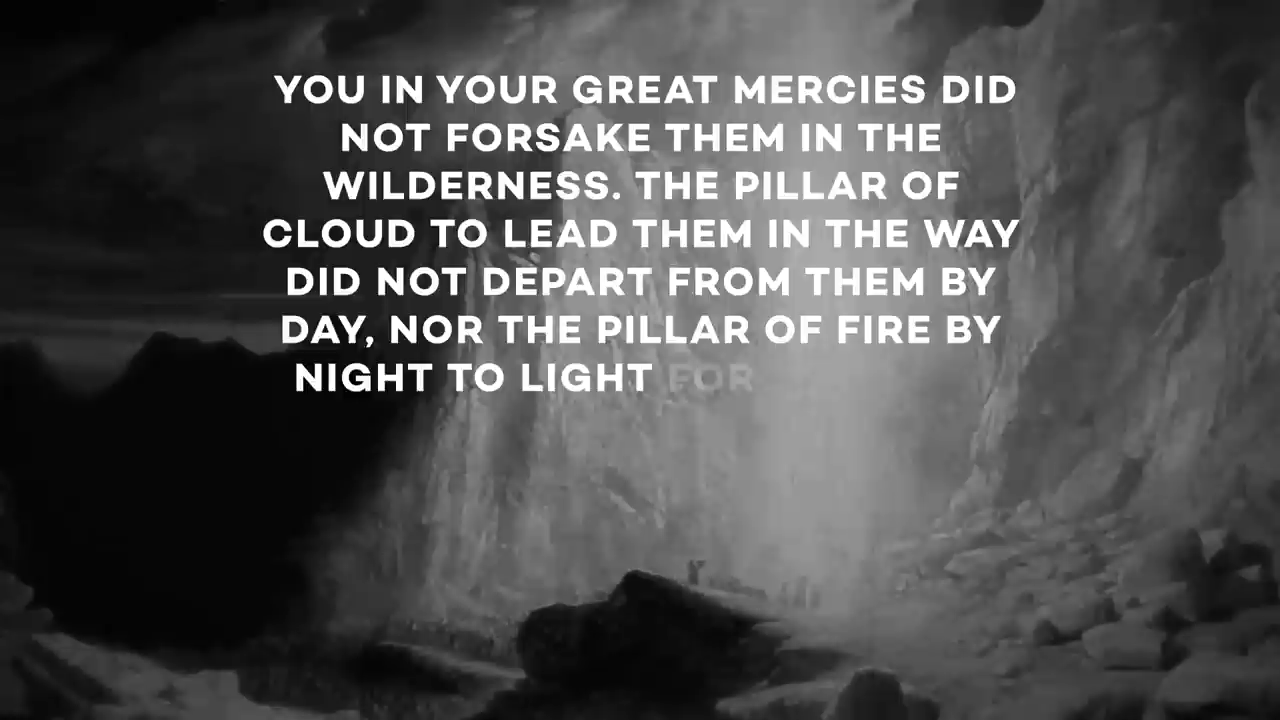 YOU IN YOUR GREAT MERCIES DID
NOT FORSAKE THEM IN THE
WILDERNESS. THE PILLAR OF
CLOUD TO LEAD THEM IN THE WAY
DID NOT DEPART FROM THEM BY
DAY, NOR THE PILLAR OF FIRE BY
NIGHT TO LIGHT FOR